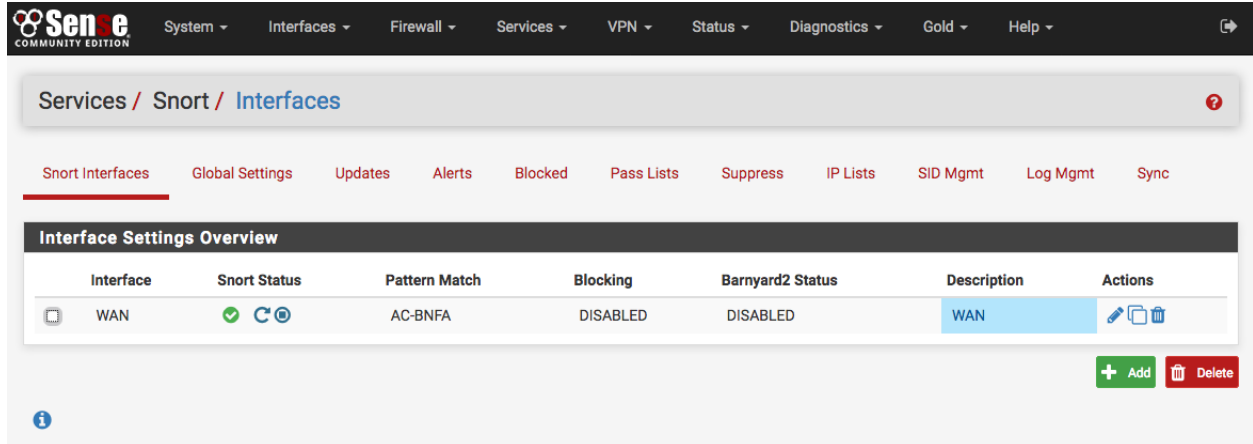 Sense
COMMUNITY EDITION
System Interfaces Firewall Services VPN Status Diagnostics Gold Help
Services / Snort / Interfaces
Snort Interfaces Global Settings Updates Alerts Blocked Pass Lists Suppress IP Lists SID Mgmt Log Mgmt Sync
Interface Settings Overview
Interface Snort Status Pattern Match Blocking Barnyard2 Status Description Actions
WAN AC-BNFA DISABLED DISABLED WAN
Add Delete